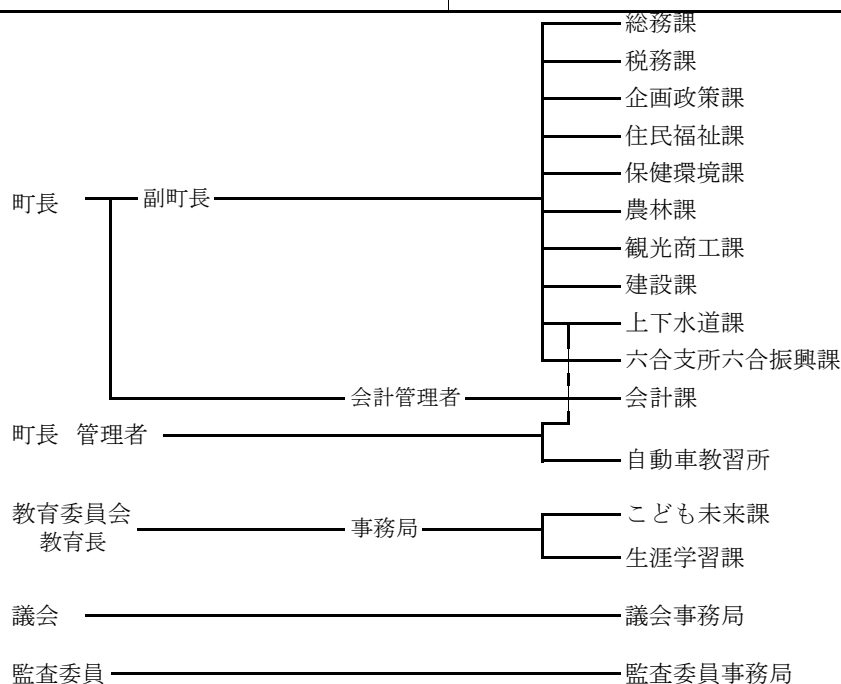 総務課
税務課
企画政策課
住民福祉課
保健環境課
町長 副町長
農林課
観光商工課
建設課
上下水道課
六合支所六合振興課
会計管理者 会計課
町長 管理者
自動車教習所
教育委員会
教育長
事務局
こども未来課
生涯学習課
議会 議会事務局
監査委員 監査委員事務局